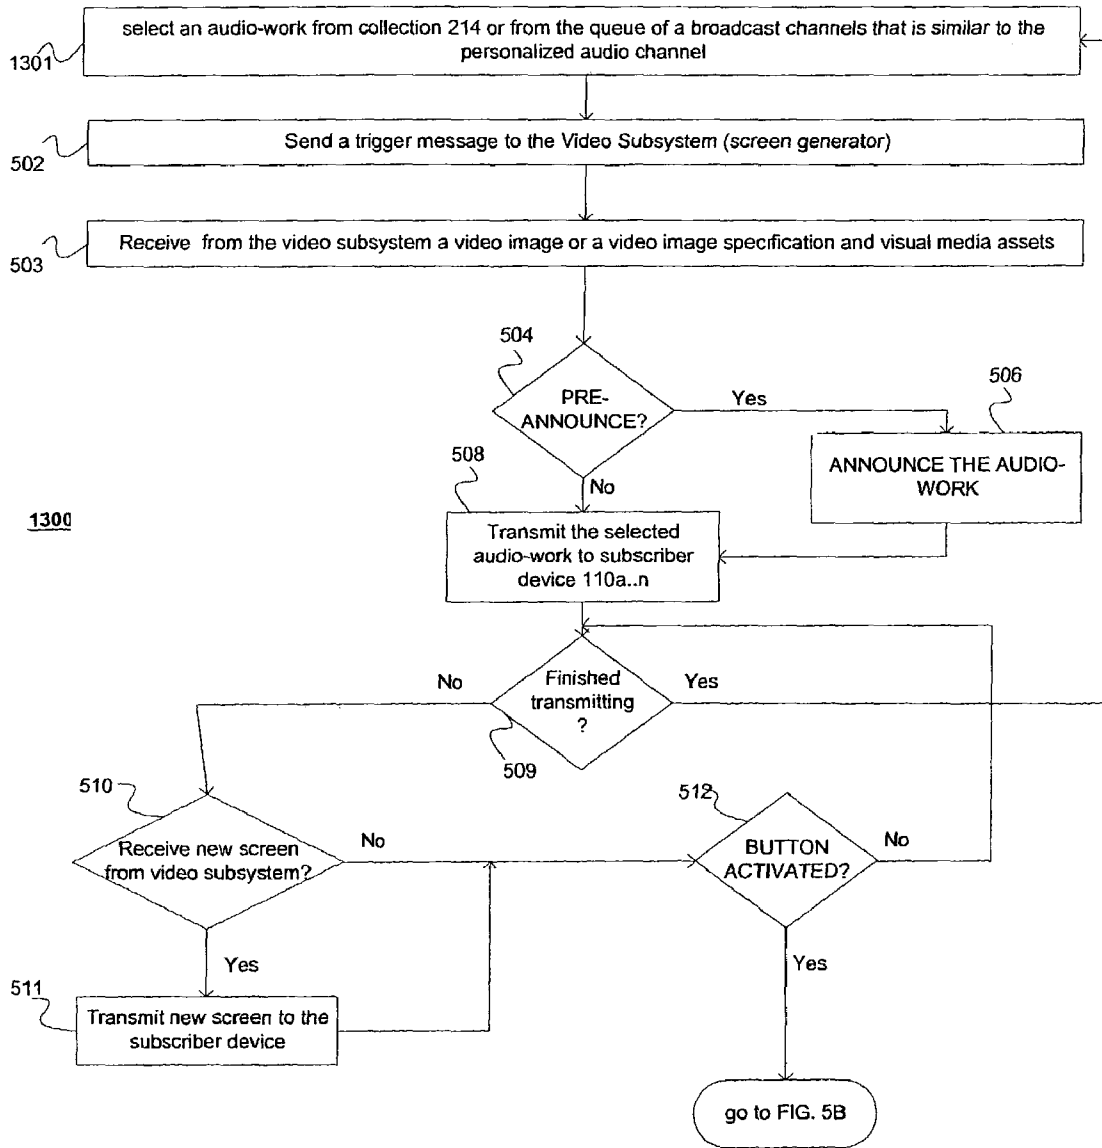 select an audio-work from collection 214 or from the queue of a broadcast channels that is similar to the
personalized audio channel
1301
Send a trigger message to the Video Subsystem (screen generator)
502
Receive from the video subsystem a video image or a video image specification and visual media assets
503
504
PRE-
ANNOUNCE?
Yes
506
ANNOUNCE THE AUDIO-
WORK
No
508
1300
Transmit the selected
audio-work to subscriber
device 110a..n
No
Finished
transmitting
?
Yes
509
510
Receive new screen
from video subsystem?
No
512
BUTTON
ACTIVATED?
No
Yes
Yes
511
Transmit new screen to the
subscriber device
go to FIG. 5B